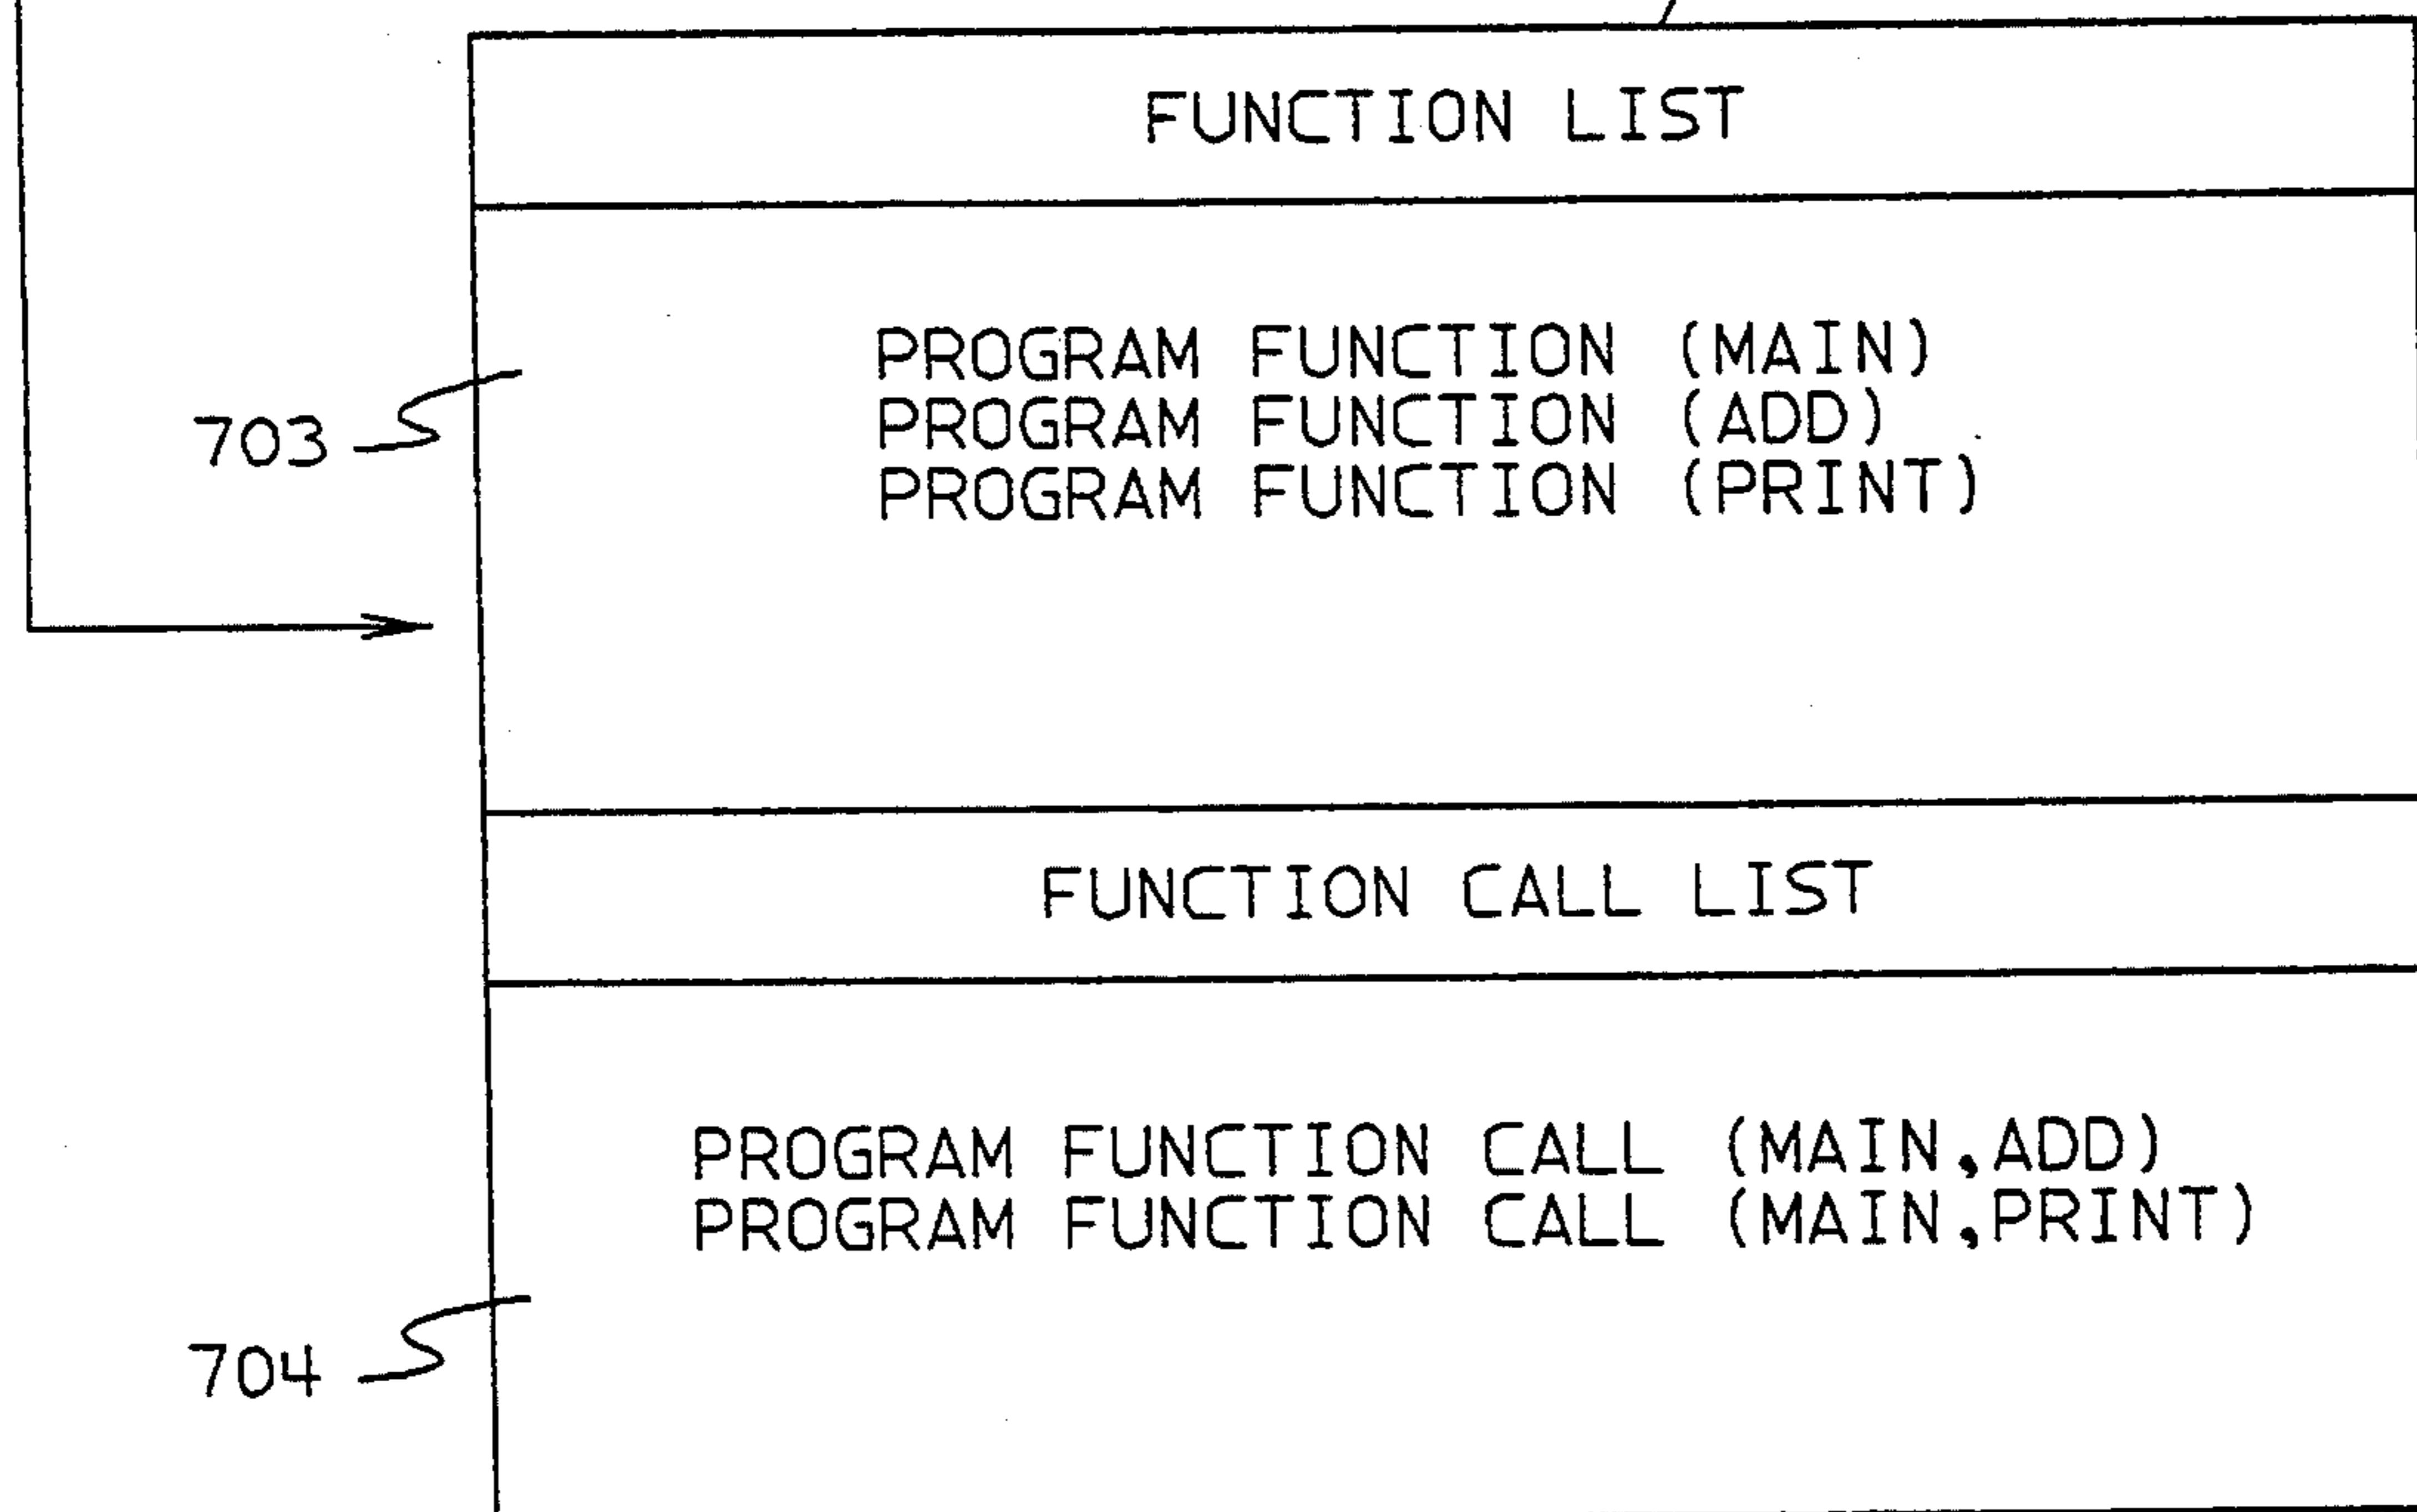 FUNCTION LIST
PROGRAM FUNCTION (MAIN)
PROGRAM FUNCTION (ADD)
PROGRAM FUNCTION (PRINT)
703
FUNCTION CALL LIST
PROGRAM FUNCTION CALL (MAIN,ADD)
PROGRAM FUNCTION CALL (MAIN,PRINT)
704